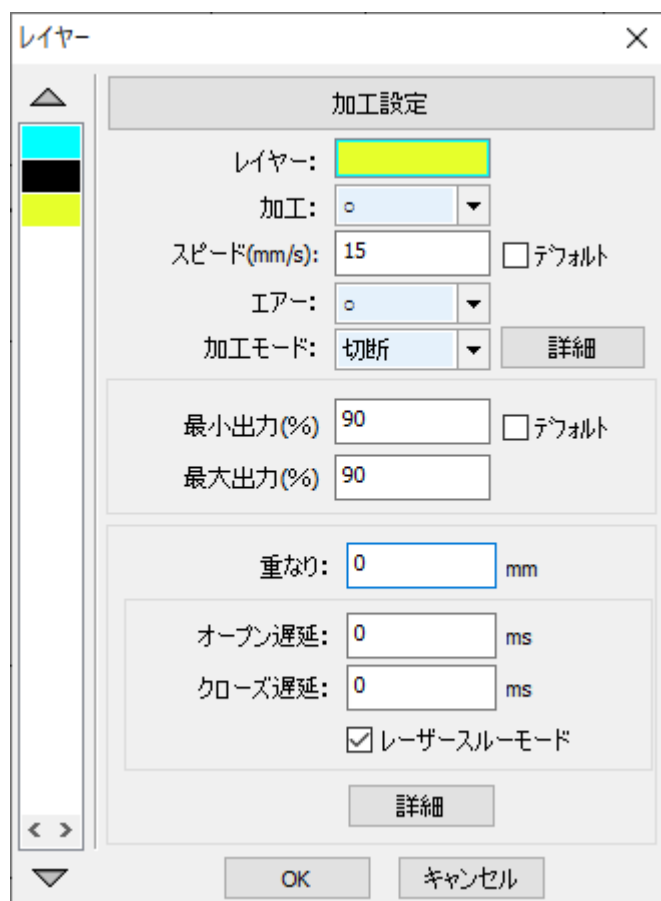 レイヤー
加工設定
レイヤー:
加工: ○
スピード(mm/s): 15 デフォルト
エアー: ○
加工モード: 切断 詳細
最小出力(%) 90 デフォルト
最大出力(%) 90
重なり: 0 mm
オープン遅延: 0 ms
クローズ遅延: 0 ms
レーザースルーモード
詳細
OK キャンセル